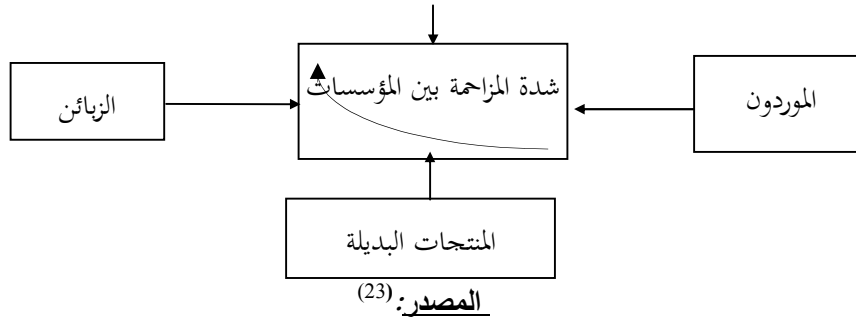 شدة المزاحمة بين المؤسسات
الموردون
الزبائن
المنتجات البديلة
المصدر: (23)